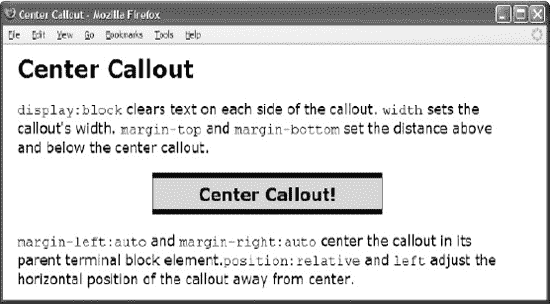 Center Callout - Mozilla Firefox
File Edit View Go Bookmarks Tools Help
Center Callout
display:block clears text on each side of the callout. width sets the
callout's width. margin-top and margin-bottom set the distance above
and below the center callout.
Center Callout!
margin-left:auto and margin-right:auto center the callout in its
parent terminal block element.position:relative and left adjust the
horizontal position of the callout away from center.